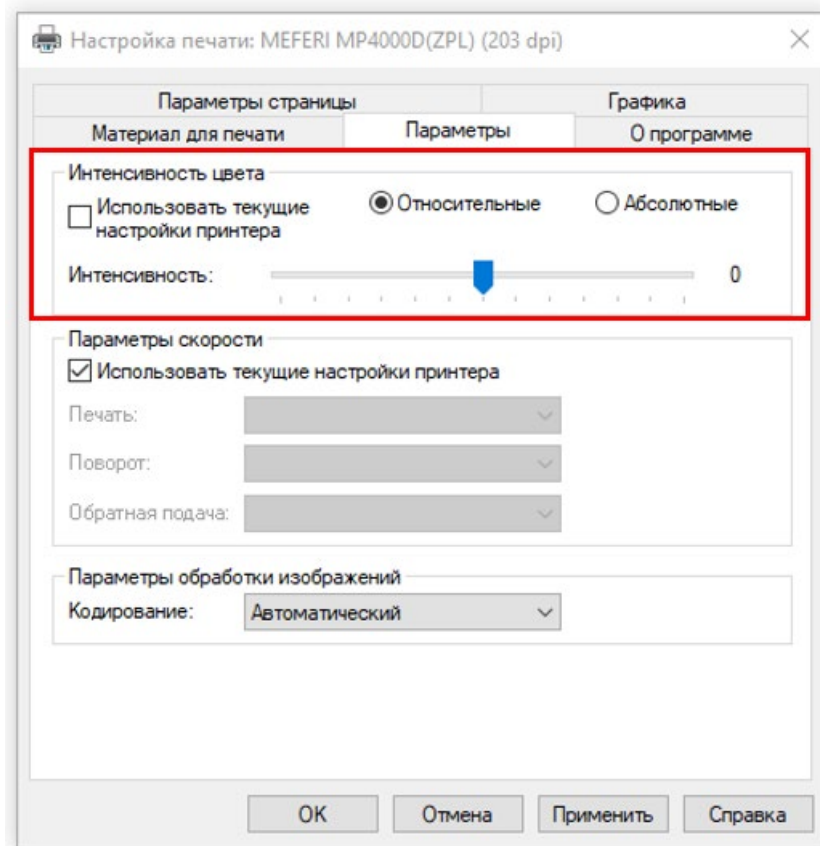 Настройка печати: MEFERI MP4000D(ZPL) (203 dpi)
Параметры страницы
Графика
Материал для печати
Параметры
О программе
Интенсивность цвета
Использовать текущие
настройки принтера
Относительные
Абсолютные
Интенсивность:
0
Параметры скорости
Использовать текущие настройки принтера
Печать:
Поворот:
Обратная подача:
Параметры обработки изображений
Кодирование:
Автоматический
OK
Отмена
Применить
Справка